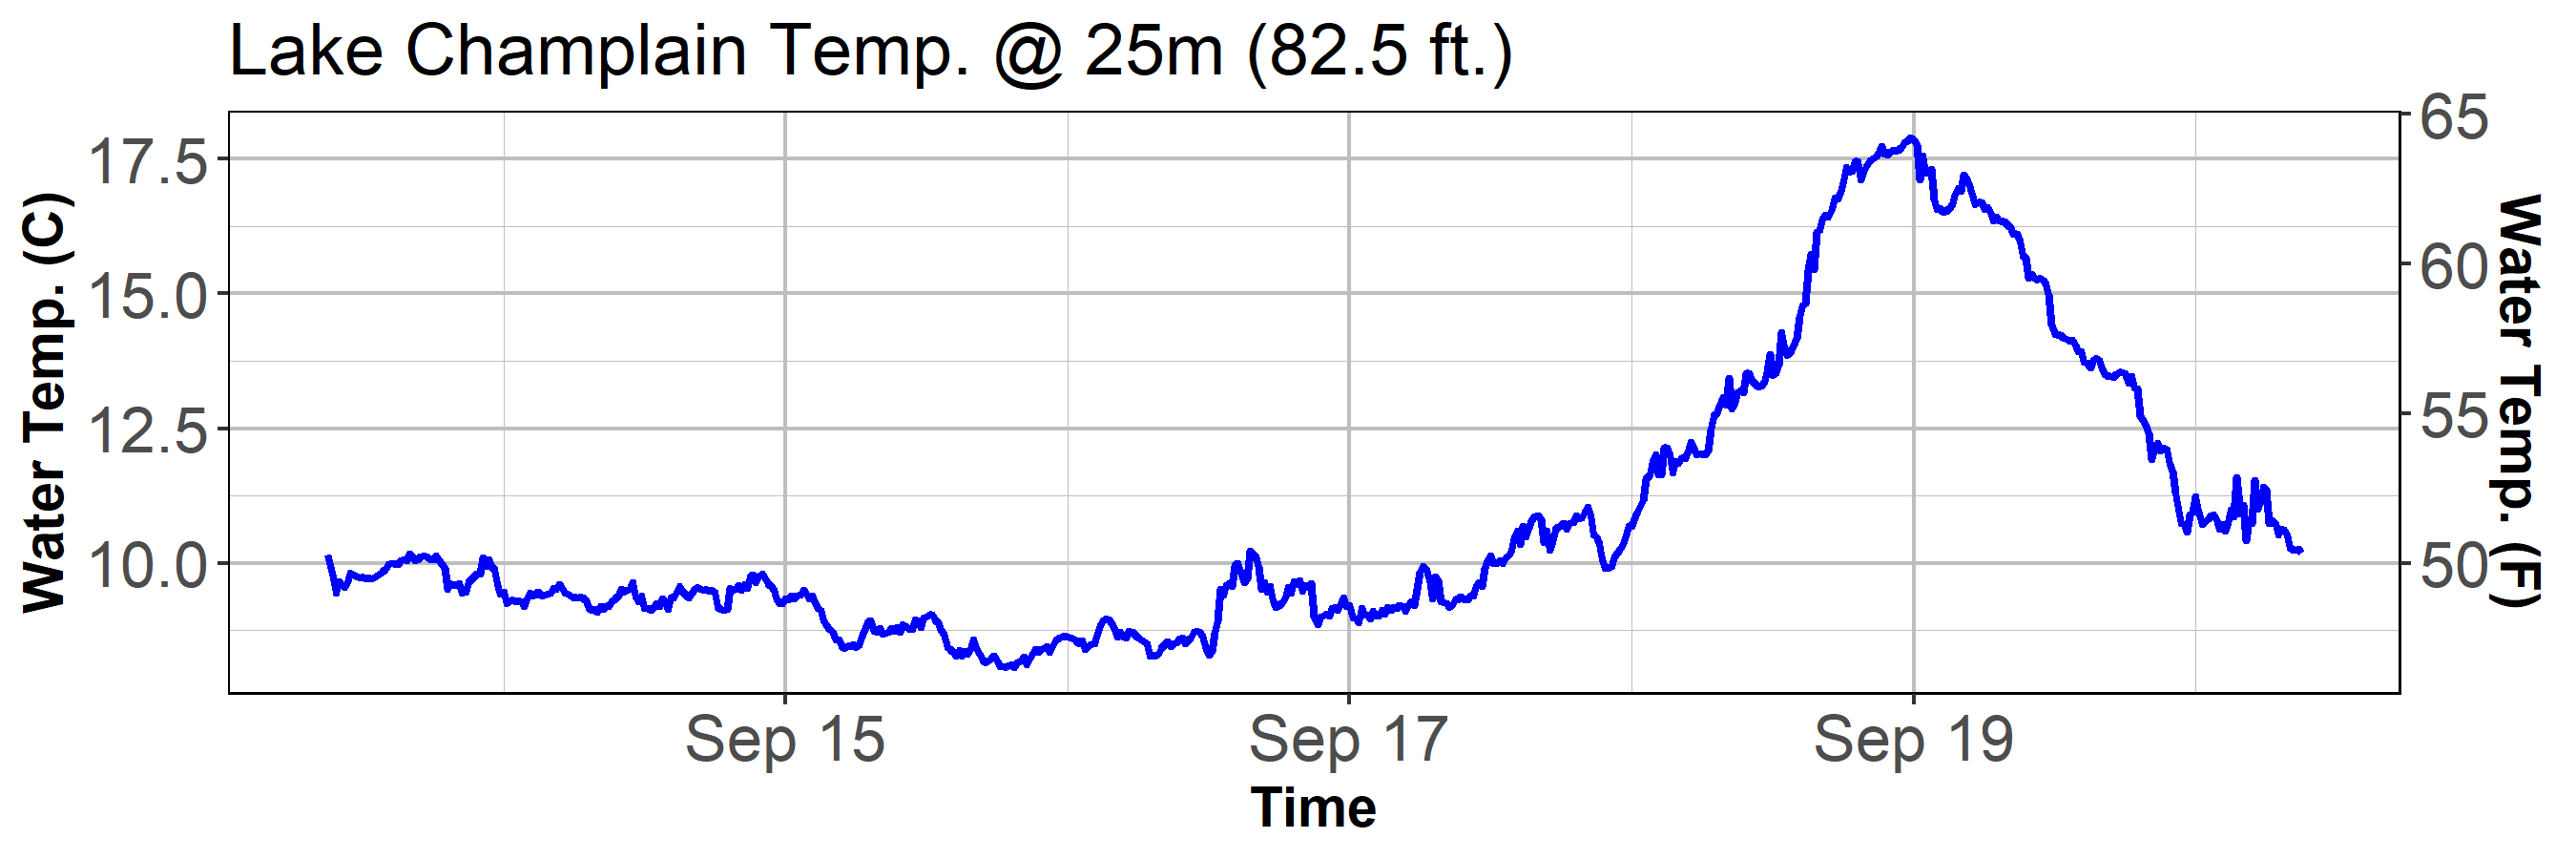 Lake Champlain Temp. @ 25m (82.5 ft.)
Water Temp. (C)
17.5
15.0
12.5
10.0
65
60
55
50
Water Temp. (F)
Sep 15 Sep 17 Sep 19
Time